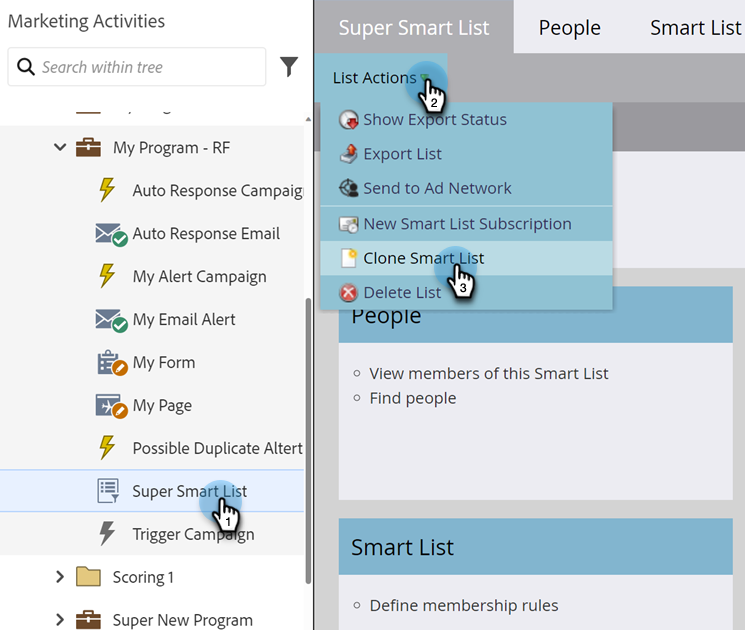 Marketing Activities
Search within tree
My Program - RF
Auto Response Campaig
Auto Response Email
My Alert Campaign
My Email Alert
My Form
My Page
Possible Duplicate Altert
Super Smart List
1
Trigger Campaign
Scoring 1
Super New Program
Super Smart List
People
Smart List
List Actions
2
Show Export Status
Export List
Send to Ad Network
New Smart List Subscription
Clone Smart List
3
Delete List
People
View members of this Smart List
Find people
Smart List
Define membership rules